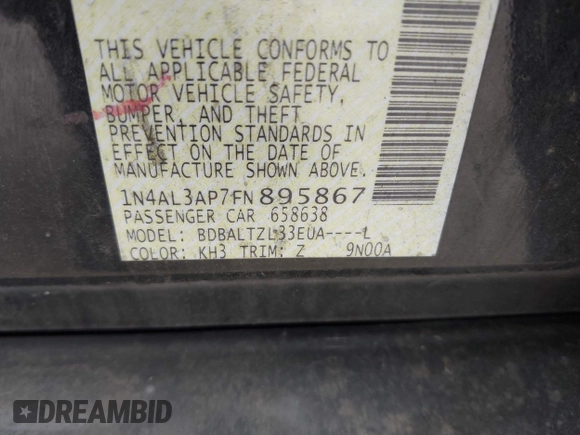 THIS VEHICLE CONFORMS TO
ALL APPLICABLE FEDERAL
MOTOR VEHICLE SAFETY,
BUMPER, AND THEFT
PREVENTION STANDARDS IN
EFFECT ON THE DATE OF
MANUFACTURE SHOWN ABOVE.
1N4AL3AP7FN895867
PASSENGER CAR 658638
MODEL: BDBALTZL33EUA----L
COLOR: KH3 TRIM: Z 9N00A
DREAMBID